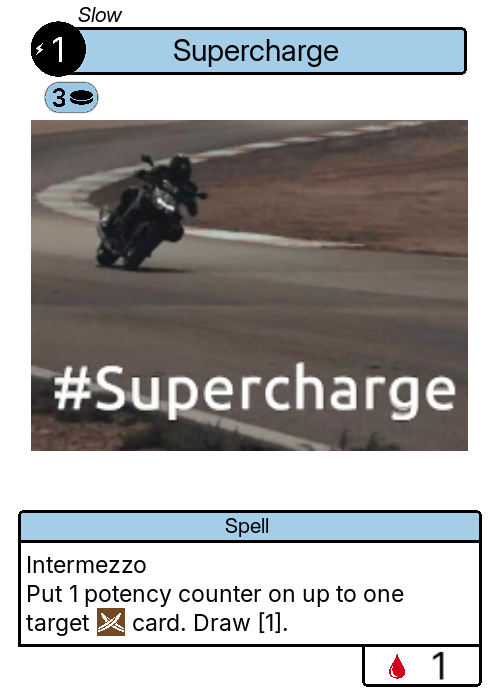 Slow
1
Supercharge
3
#Supercharge
Spell
Intermezzo
Put 1 potency counter on up to one
target card. Draw [1].
1